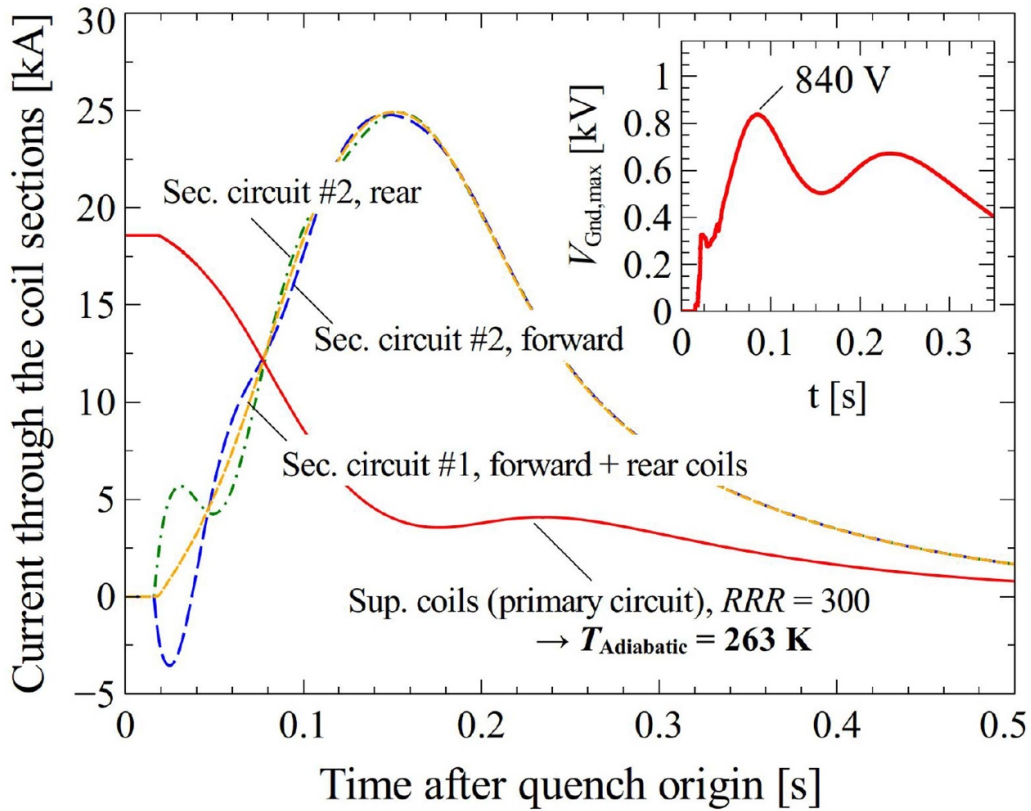 Current through the coil sections [kA]
30
25
20
15
10
5
0
−5
0
0.1
0.2
0.3
0.4
0.5
Time after quench origin [s]
Sec. circuit #2, rear
Sec. circuit #2, forward
Sec. circuit #1, forward + rear coils
Sup. coils (primary circuit), RRR = 300
→ T_Adiabatic = 263 K
V_Gnd,max [kV]
1
0.8
0.6
0.4
0.2
0
0
0.1
0.2
0.3
t [s]
840 V